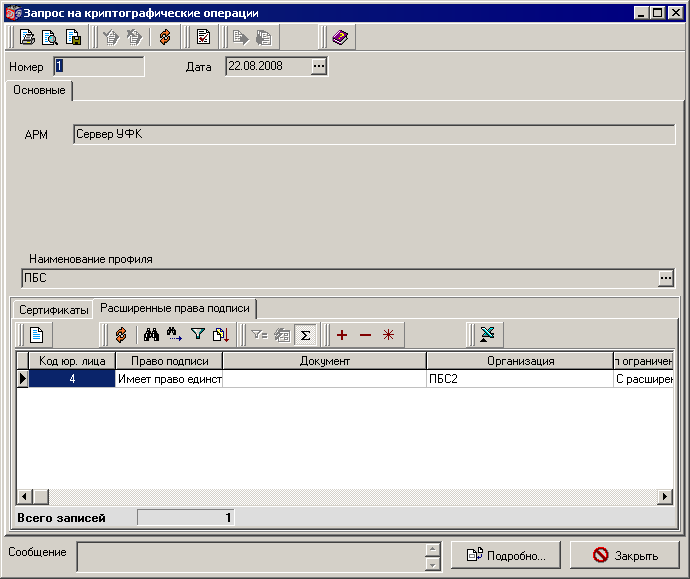 Запрос на криптографические операции
Номер 1 Дата 22.08.2008 ...
Основные
АРМ Сервер УФК
Наименование профиля
ПБС ...
Сертификаты Расширенные права подписи
Σ
Код юр. лица Право подписи Документ Организация п ограничен
4 Имеет право единст ПБС2 С расширен
Всего записей 1
Сообщение Подробно... Закрыть